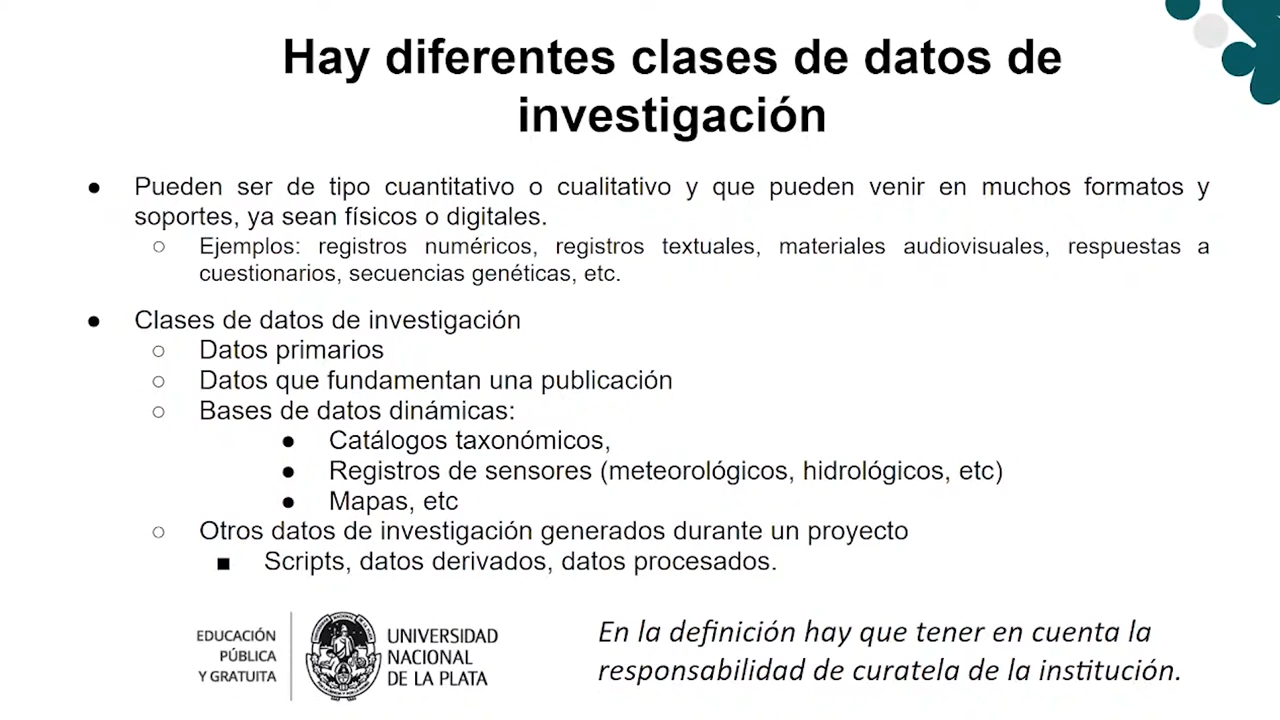 Hay diferentes clases de datos de
investigación
● Pueden ser de tipo cuantitativo o cualitativo y que pueden venir en muchos formatos y
soportes, ya sean físicos o digitales.
○ Ejemplos: registros numéricos, registros textuales, materiales audiovisuales, respuestas a
cuestionarios, secuencias genéticas, etc.
● Clases de datos de investigación
○ Datos primarios
○ Datos que fundamentan una publicación
○ Bases de datos dinámicas:
● Catálogos taxonómicos,
● Registros de sensores (meteorológicos, hidrológicos, etc)
● Mapas, etc
○ Otros datos de investigación generados durante un proyecto
■ Scripts, datos derivados, datos procesados.
EDUCACIÓN
PÚBLICA
Y GRATUITA
UNIVERSIDAD
NACIONAL
DE LA PLATA
En la definición hay que tener en cuenta la
responsabilidad de curatela de la institución.